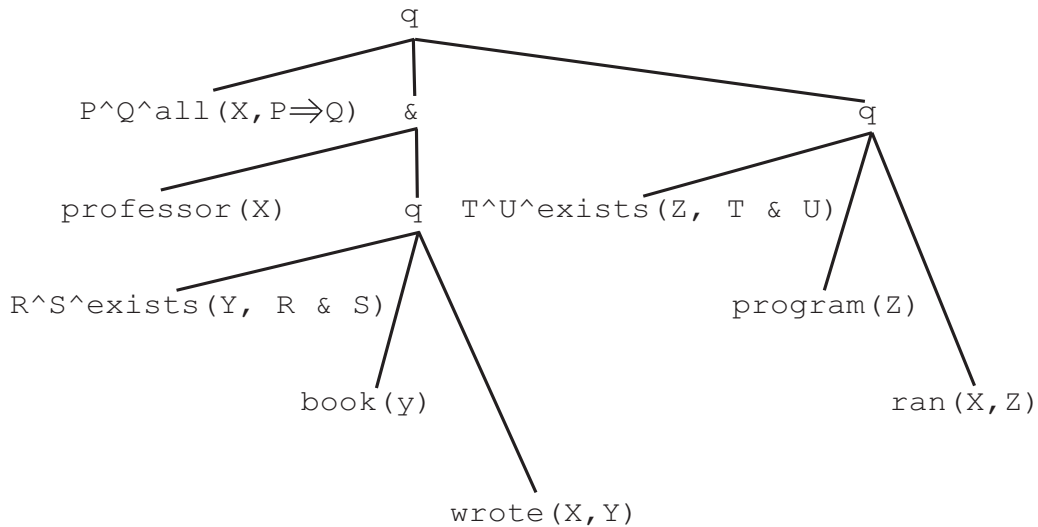 q
P^Q^all(X,P⇒Q) & q
professor(X) q T^U^exists(Z, T & U)
R^S^exists(Y, R & S) program(Z)
book(y) ran(X,Z)
wrote(X,Y)